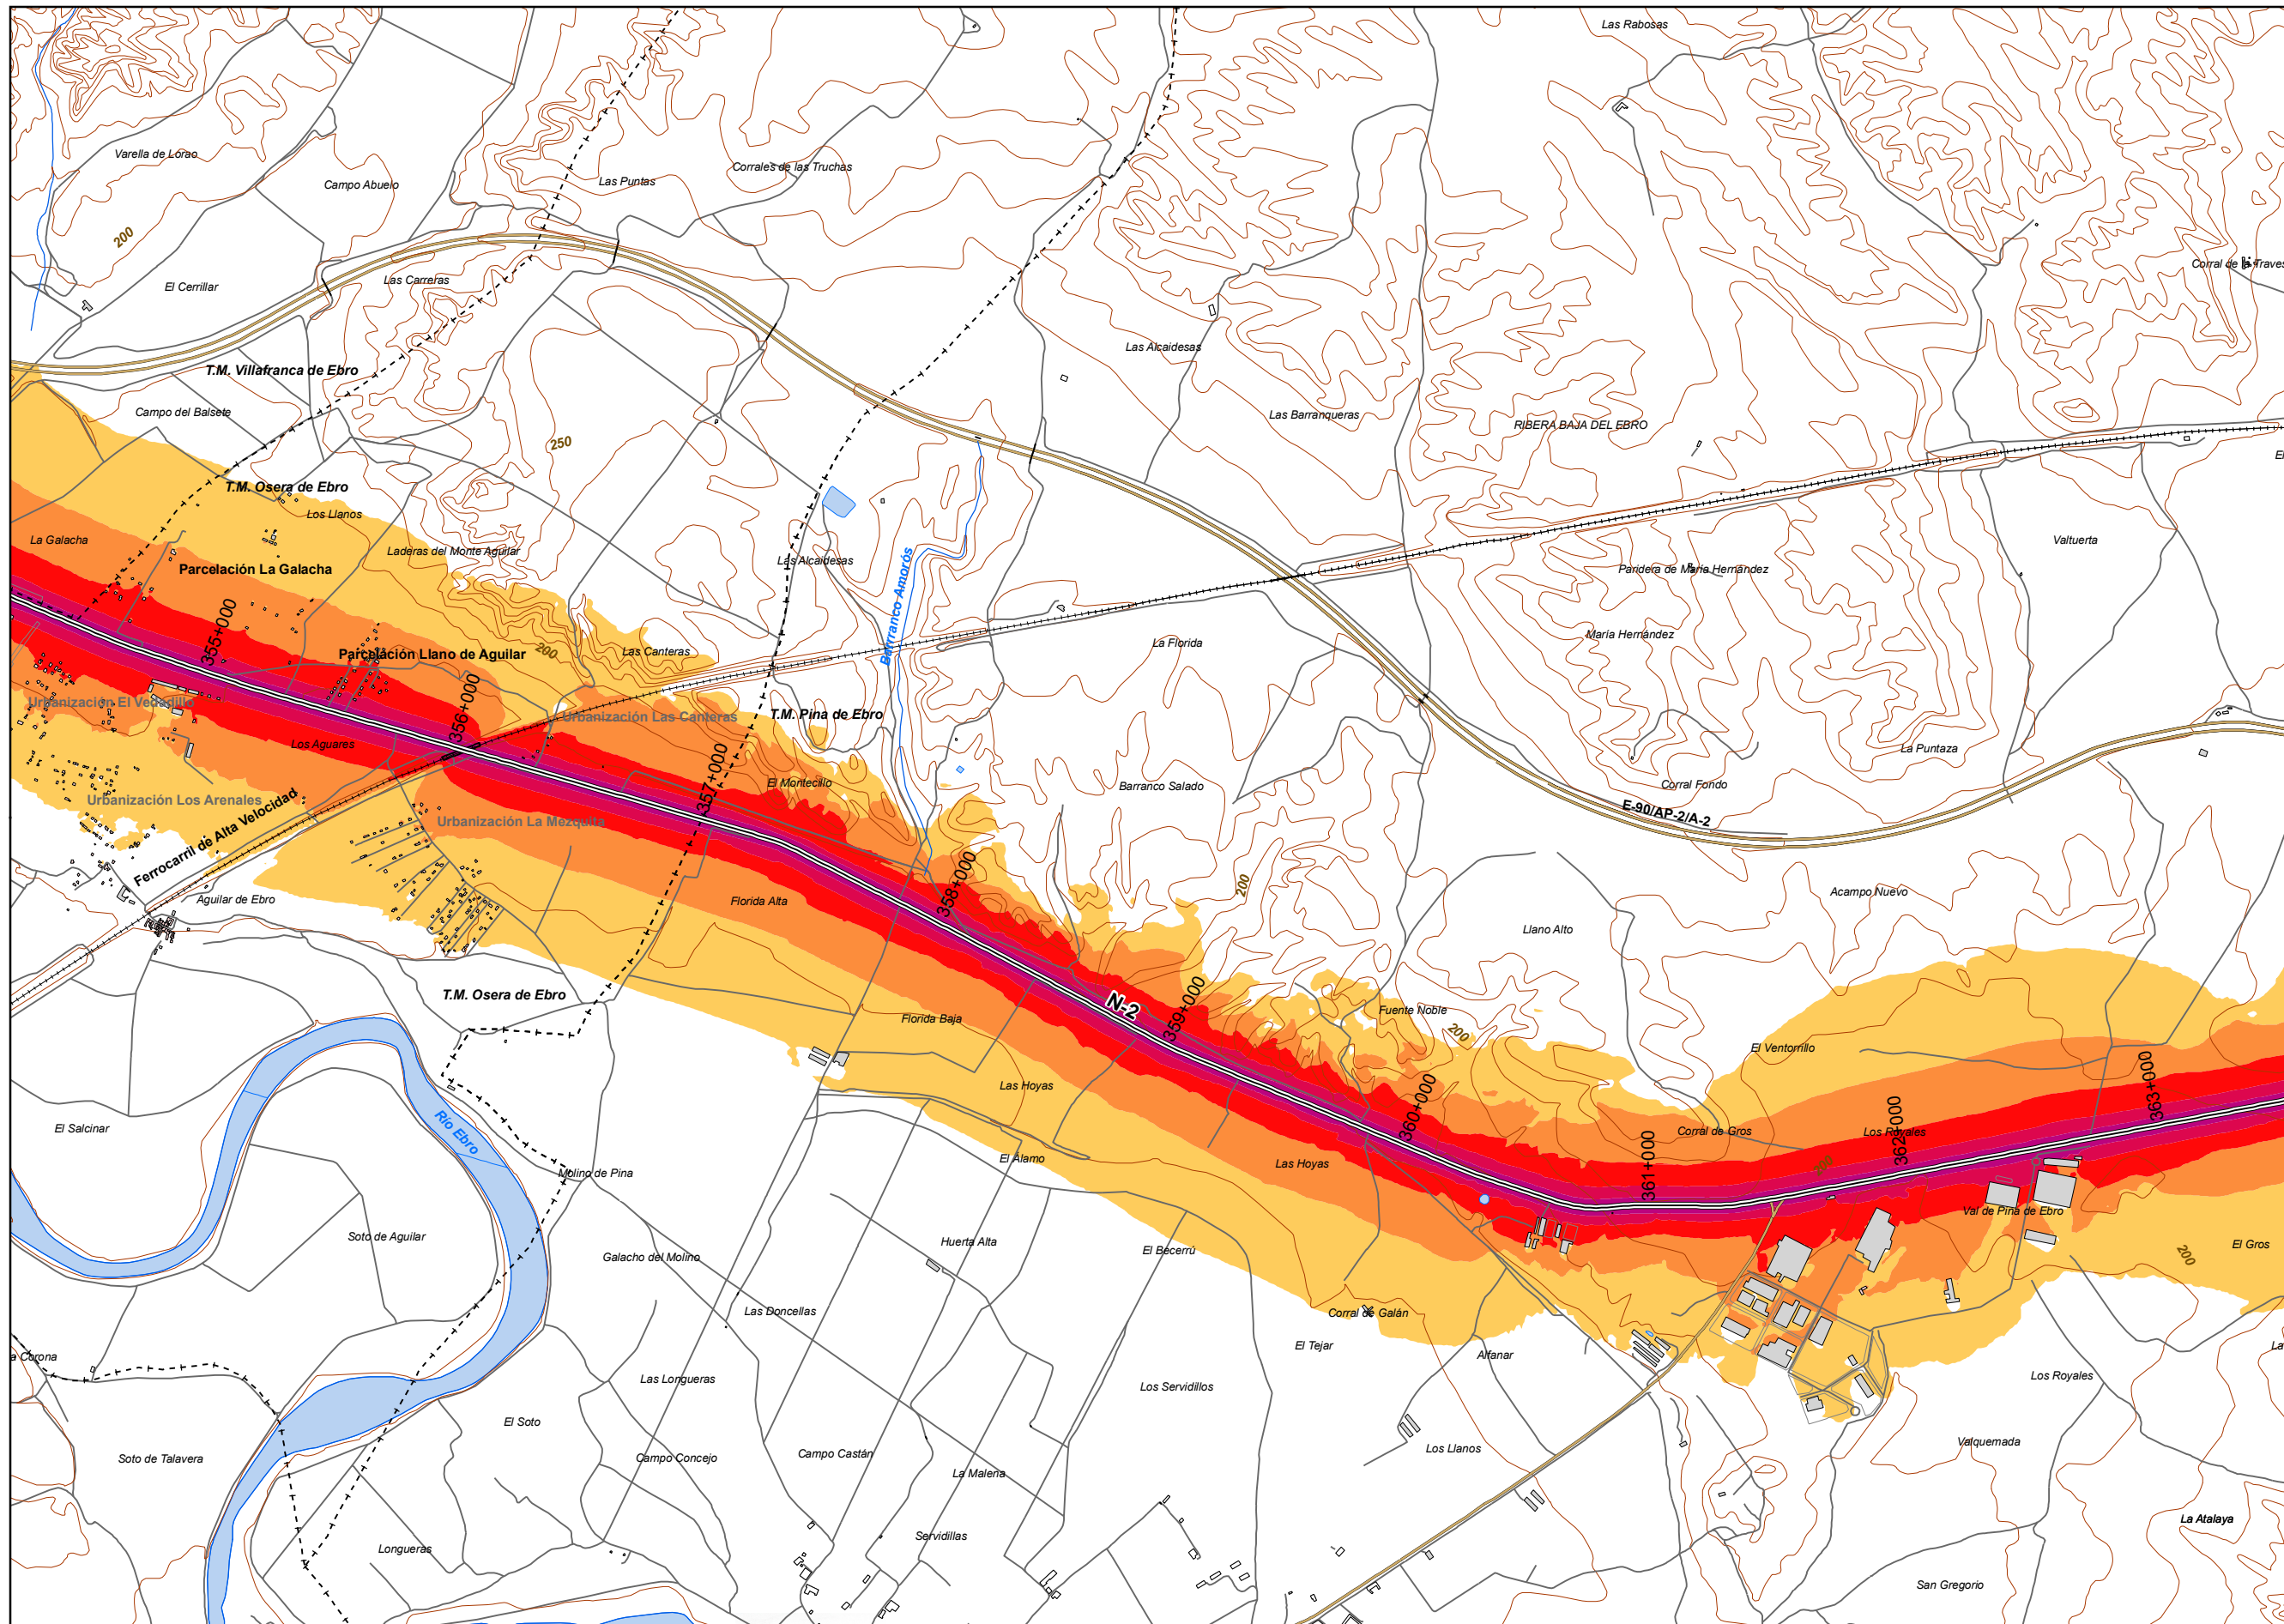 Las Rabosas
Varella de Lorao
Campo Abuelo
Las Puntas
Corrales de las Truchas
200
El Cerrillar
Las Carreras
Corral de
Las Alcaidesas
T.M. Villafranca de Ebro
Campo del Balsete
250
Las Barranqueras
RIBERA BAJA DEL EBRO
T.M. Osera de Ebro
Los Llanos
La Galacha
Laderas del Monte Aguilar
Las Alcaidesas
Barranco Amorós
Valtuerta
Parcelación La Galacha
Paridera de María Hernández
355+000
María Hernández
Parcelación Llano de Aguilar
200
Las Canteras
La Florida
Urbanización El Vedadillo
356+000
Urbanización Las Canteras
T.M. Pina de Ebro
Los Aguares
La Puntaza
357+000
El Montecillo
Barranco Salado
Corral Fondo
Urbanización Los Arenales
Ferrocarril de Alta Velocidad
Urbanización La Mezquita
E-90/AP-2/A-2
Aguilar de Ebro
Florida Alta
358+000
200
Acampo Nuevo
Llano Alto
T.M. Osera de Ebro
N-2
359+000
Florida Baja
Fuente Noble
200
El Ventorrillo
Las Hoyas
360+000
363+000
El Salcinar
Río Ebro
362+000
Corral de Gros
Los Royales
El Álamo
Las Hoyas
361+000
200
Molino de Pina
Val de Pina de Ebro
Soto de Aguilar
Galacho del Molino
Huerta Alta
El Becerrú
El Gros
200
Las Doncellas
Corral de Galán
El Tejar
Alfanar
a Corona
Las Longueras
Los Servidillos
Los Royales
El Soto
Soto de Talavera
Campo Concejo
Campo Castán
Los Llanos
Valquemada
La Malena
La Atalaya
Longueras
Servidillas
San Gregorio